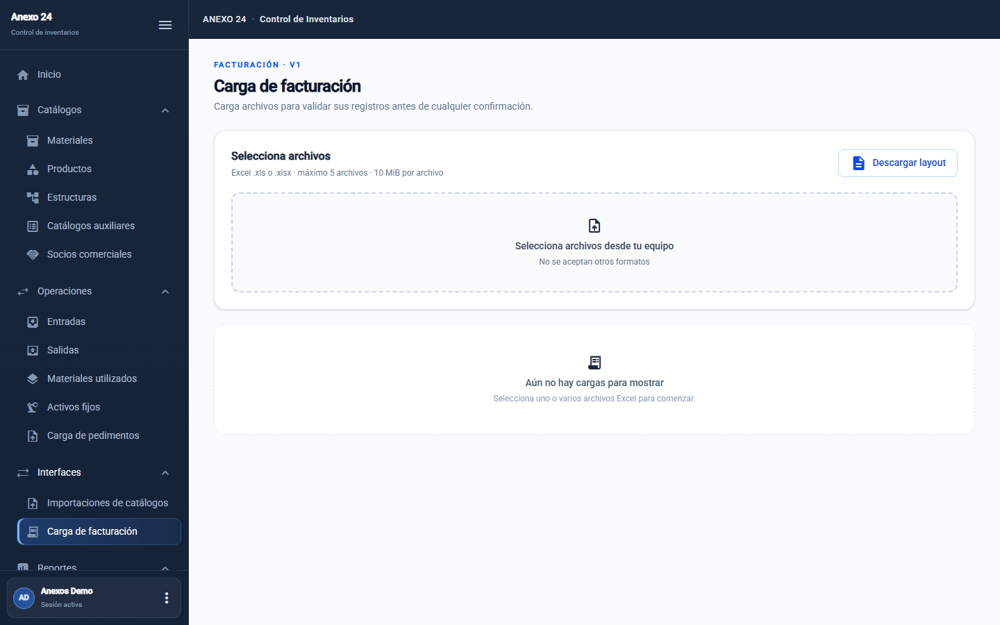 Anexo 24
Control de inventarios
Inicio
Catálogos
Materiales
Productos
Estructuras
Catálogos auxiliares
Socios comerciales
Operaciones
Entradas
Salidas
Materiales utilizados
Activos fijos
Carga de pedimentos
Interfaces
Importaciones de catálogos
Carga de facturación
Reportes
AD
Anexos Demo
Sesión activa
ANEXO 24 · Control de Inventarios
FACTURACIÓN · V1
Carga de facturación
Carga archivos para validar sus registros antes de cualquier confirmación.
Selecciona archivos
Excel .xls o .xlsx · máximo 5 archivos · 10 MiB por archivo
Descargar layout
Selecciona archivos desde tu equipo
No se aceptan otros formatos
Aún no hay cargas para mostrar
Selecciona uno o varios archivos Excel para comenzar.